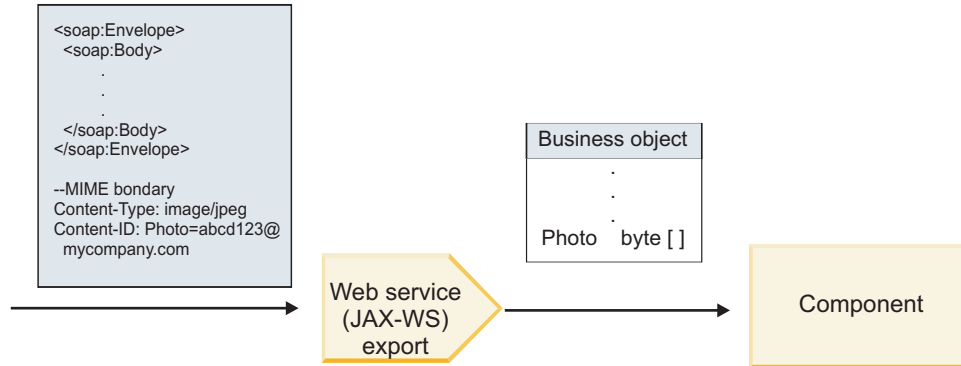 <soap:Envelope>
<soap:Body>
.
.
.
</soap:Body>
</soap:Envelope>
--MIME bondary
Content-Type: image/jpeg
Content-ID: Photo=abcd123@
mycompany.com
Web service
(JAX-WS)
export
Business object
.
.
.
Photo byte [ ]
Component